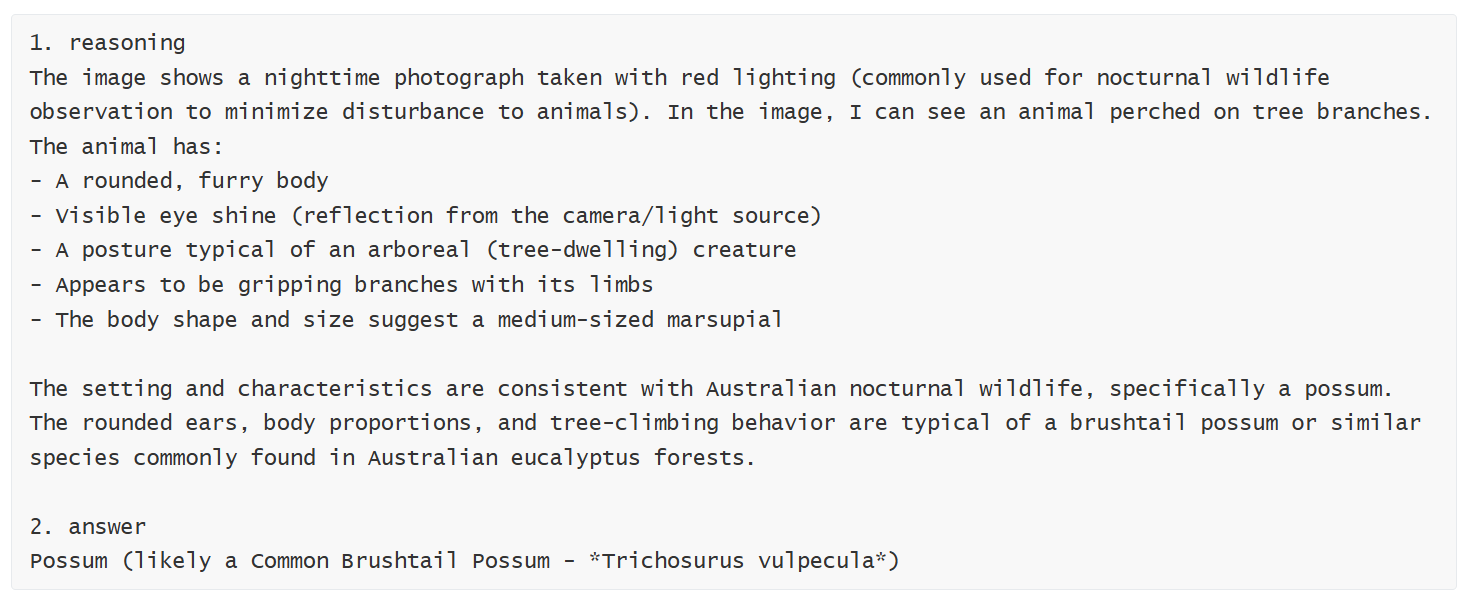 1. reasoning
The image shows a nighttime photograph taken with red lighting (commonly used for nocturnal wildlife
observation to minimize disturbance to animals). In the image, I can see an animal perched on tree branches.
The animal has:
- A rounded, furry body
- Visible eye shine (reflection from the camera/light source)
- A posture typical of an arboreal (tree-dwelling) creature
- Appears to be gripping branches with its limbs
- The body shape and size suggest a medium-sized marsupial
The setting and characteristics are consistent with Australian nocturnal wildlife, specifically a possum.
The rounded ears, body proportions, and tree-climbing behavior are typical of a brushtail possum or similar
species commonly found in Australian eucalyptus forests.
2. answer
Possum (likely a Common Brushtail Possum - *Trichosurus vulpecula*)